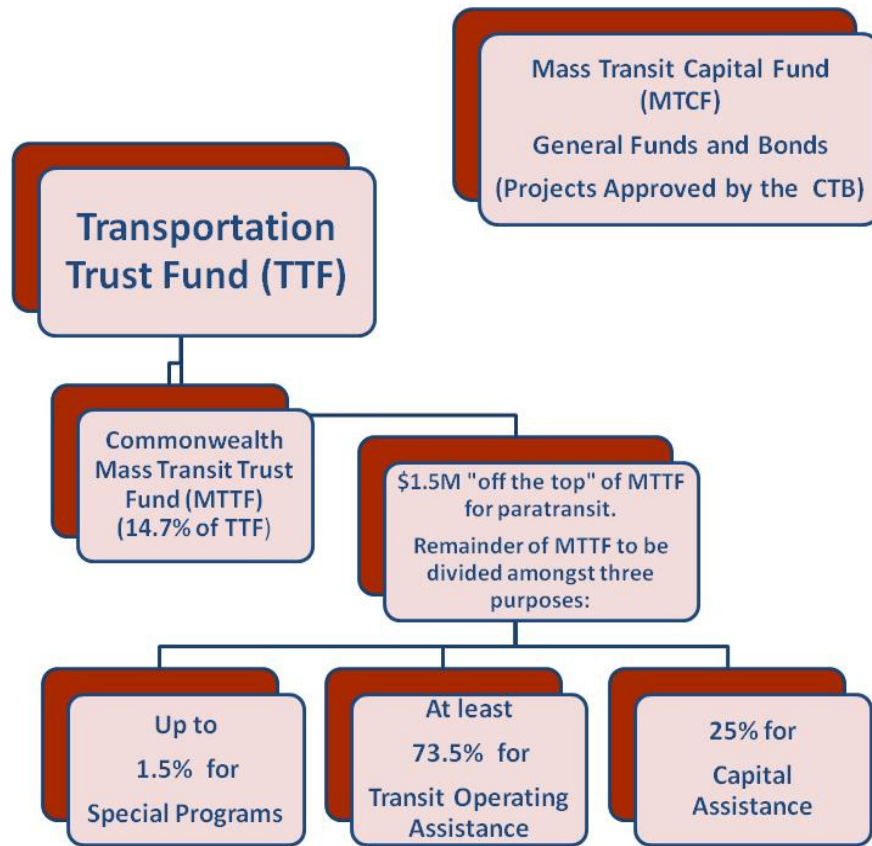 Mass Transit Capital Fund
(MTCF)
General Funds and Bonds
(Projects Approved by the CTB)
Transportation
Trust Fund (TTF)
Commonwealth
Mass Transit Trust
Fund (MTTF)
(14.7% of TTF)
$1.5M "off the top" of MTTF
for paratransit.
Remainder of MTTF to be
divided amongst three
purposes:
Up to
1.5% for
Special Programs
At least
73.5% for
Transit Operating
Assistance
25% for
Capital
Assistance